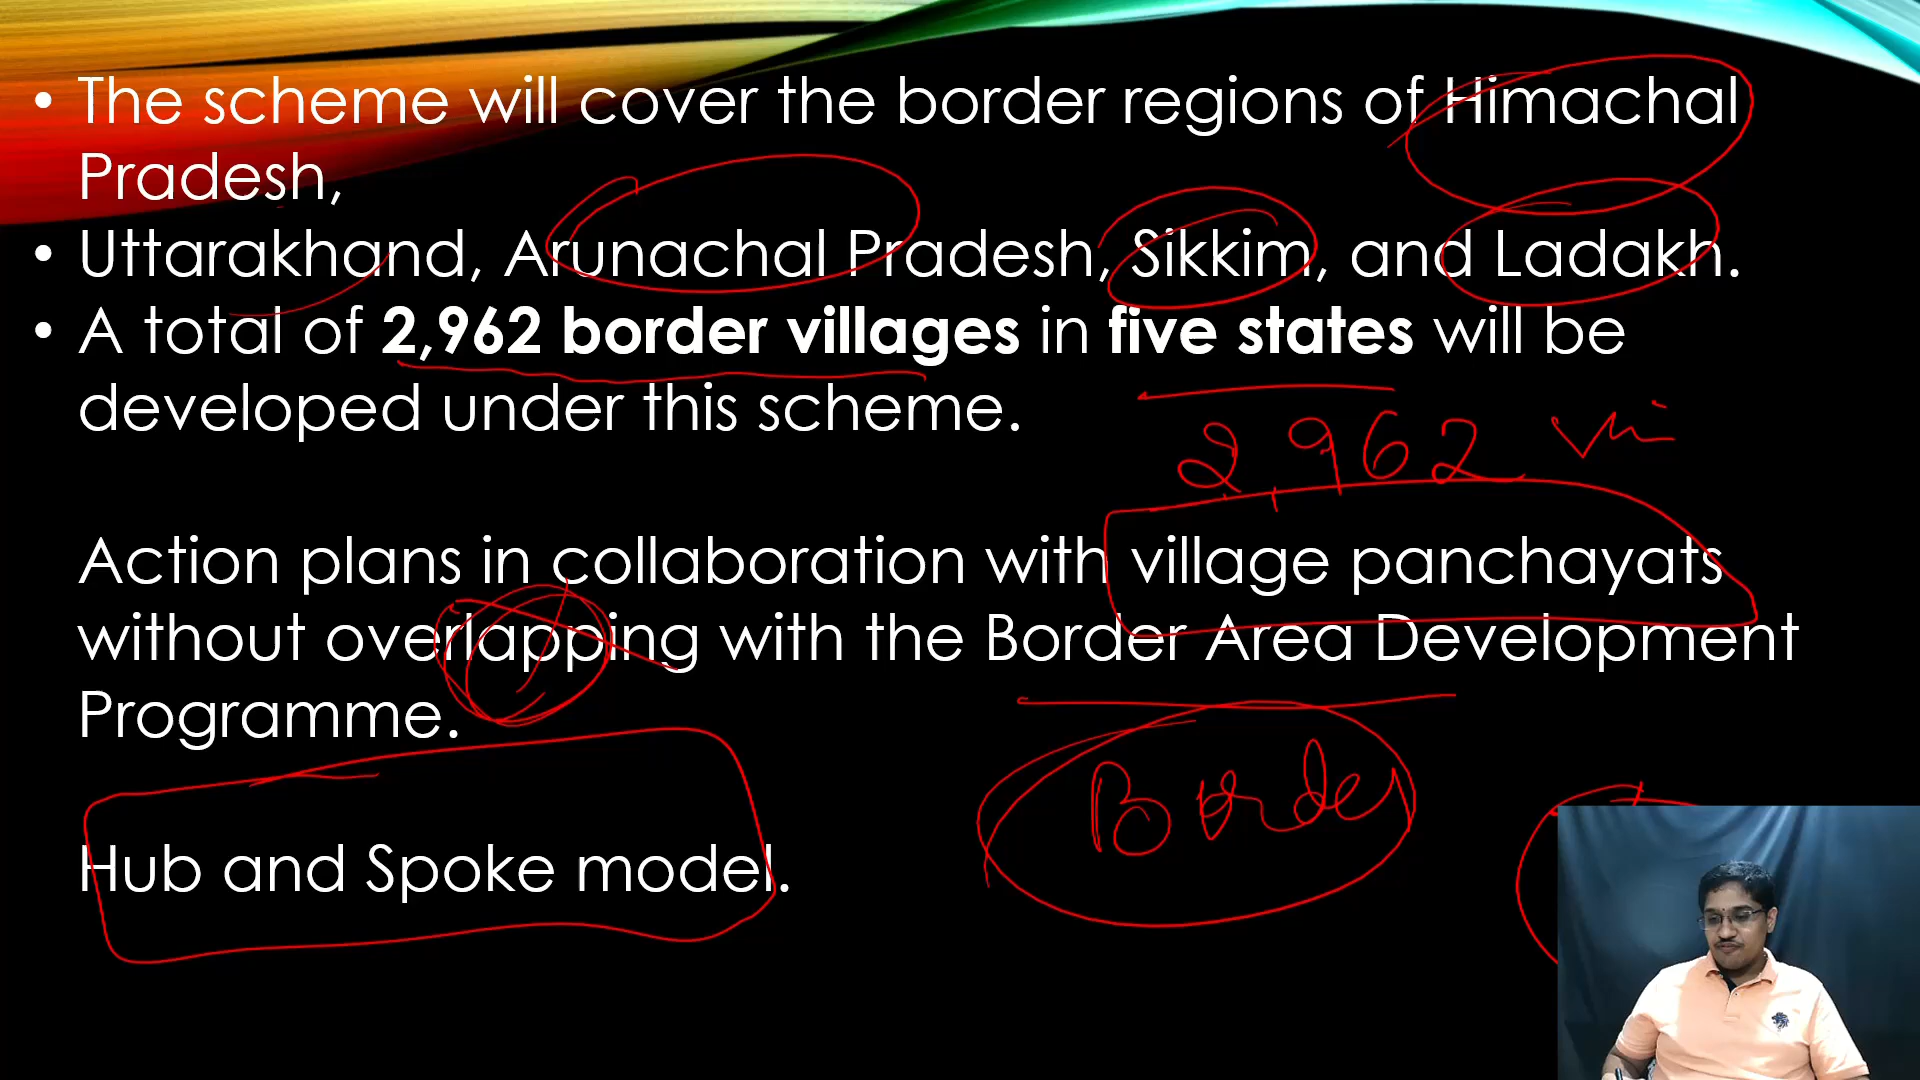 • The scheme will cover the border regions of Himachal
Pradesh,
• Uttarakhand, Arunachal Pradesh, Sikkim, and Ladakh.
• A total of 2,962 border villages in five states will be
developed under this scheme.
2,962
Action plans in collaboration with village panchayats
without overlapping with the Border Area Development
Programme.
Border
Hub and Spoke model.